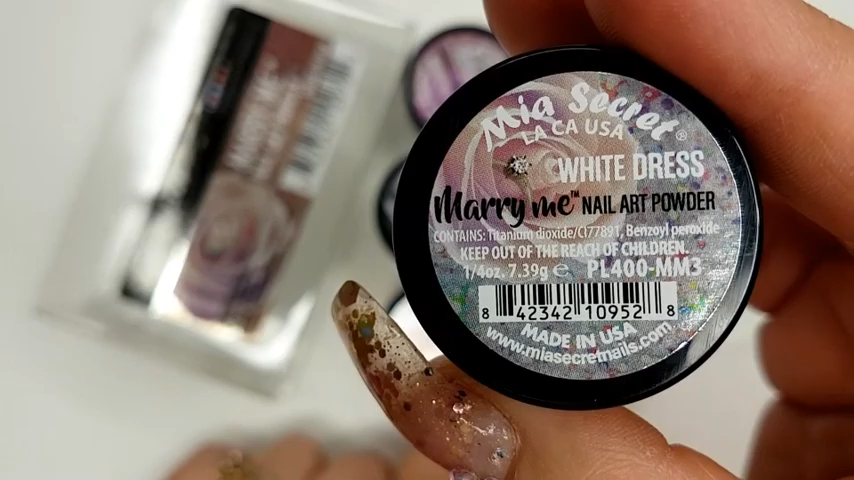 Mia Secret®
LA CA USA
WHITE DRESS
Marry me™ NAIL ART POWDER
CONTAINS: Titanium dioxide/CI77891, Benzoyl peroxide
KEEP OUT OF THE REACH OF CHILDREN
1/4oz. 7.39g ℮ PL400-MM3
8 42342 10952 8
MADE IN USA
www.miasecretnails.com